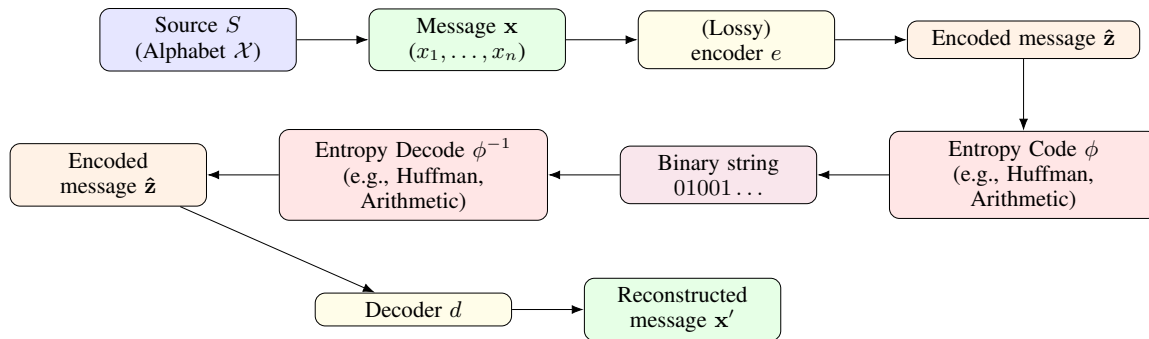 Source S
(Alphabet 𝒳)
Message 𝐱
(x₁, . . . , xₙ)
(Lossy)
encoder e
Encoded message 𝐳̂
Encoded
message 𝐳̂
Entropy Decode ϕ⁻¹
(e.g., Huffman,
Arithmetic)
Binary string
01001 . . .
Entropy Code ϕ
(e.g., Huffman,
Arithmetic)
Decoder d
Reconstructed
message 𝐱′